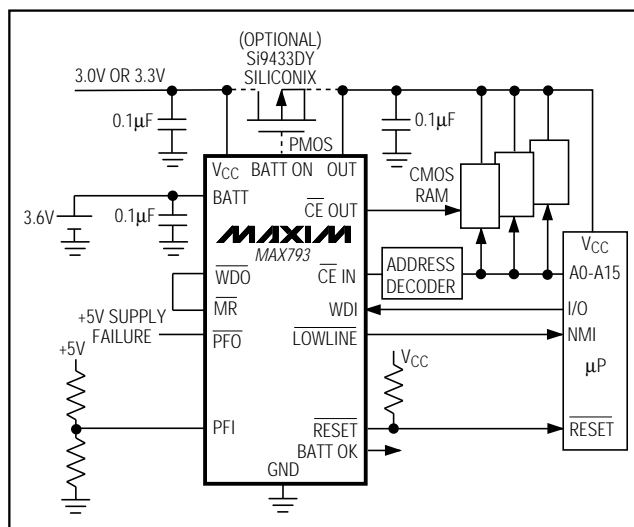 (OPTIONAL)
Si9433DY
SILICONIX
3.0V OR 3.3V
0.1μF
0.1μF
PMOS
VCC BATT ON OUT
BATT
3.6V
0.1μF
CE OUT
CMOS
RAM
MAXIM
MAX793
VCC
WDO
CE IN
ADDRESS
DECODER
A0-A15
MR
WDI
I/O
+5V SUPPLY
FAILURE
PFO
LOWLINE
NMI
+5V
VCC
μP
PFI
RESET
RESET
BATT OK
GND